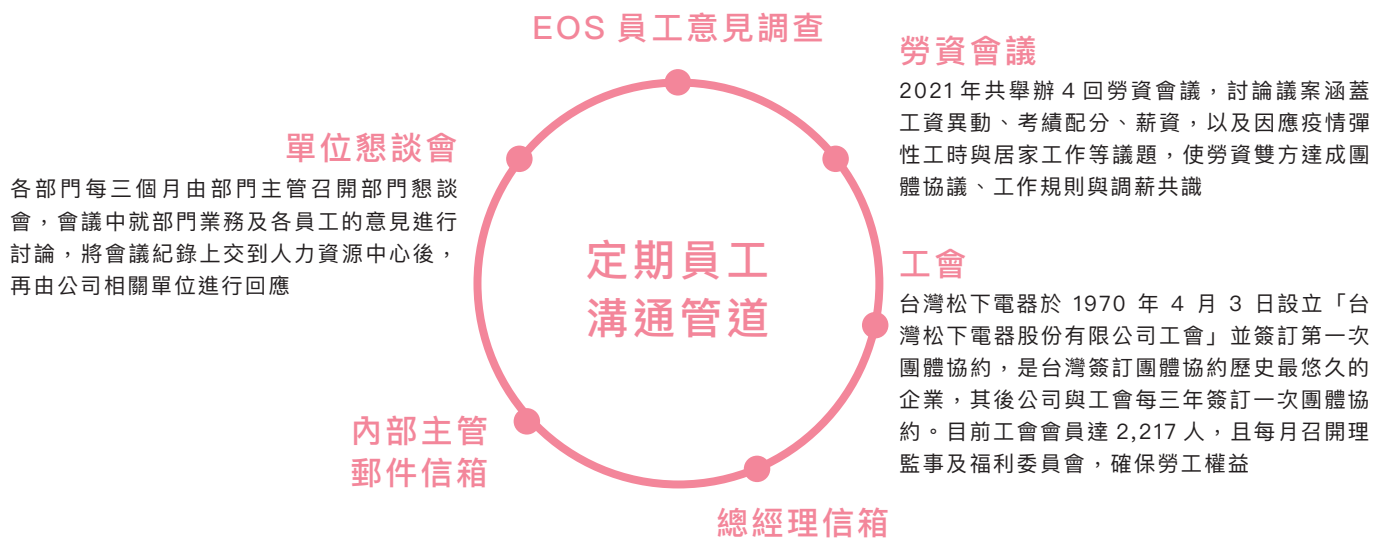 EOS 員工意見調查
勞資會議
2021 年共舉辦 4 回勞資會議，討論議案涵蓋
工資異動、考績配分、薪資，以及因應疫情彈
性工時與居家工作等議題，使勞資雙方達成團
體協議、工作規則與調薪共識
工會
台灣松下電器於 1970 年 4 月 3 日設立「台
灣松下電器股份有限公司工會」並簽訂第一次
團體協約，是台灣簽訂團體協約歷史最悠久的
企業，其後公司與工會每三年簽訂一次團體協
約。目前工會會員達 2,217 人，且每月召開理
監事及福利委員會，確保勞工權益
總經理信箱
內部主管
郵件信箱
單位懇談會
各部門每三個月由部門主管召開部門懇談
會，會議中就部門業務及各員工的意見進行
討論，將會議紀錄上交到人力資源中心後，
再由公司相關單位進行回應
定期員工
溝通管道